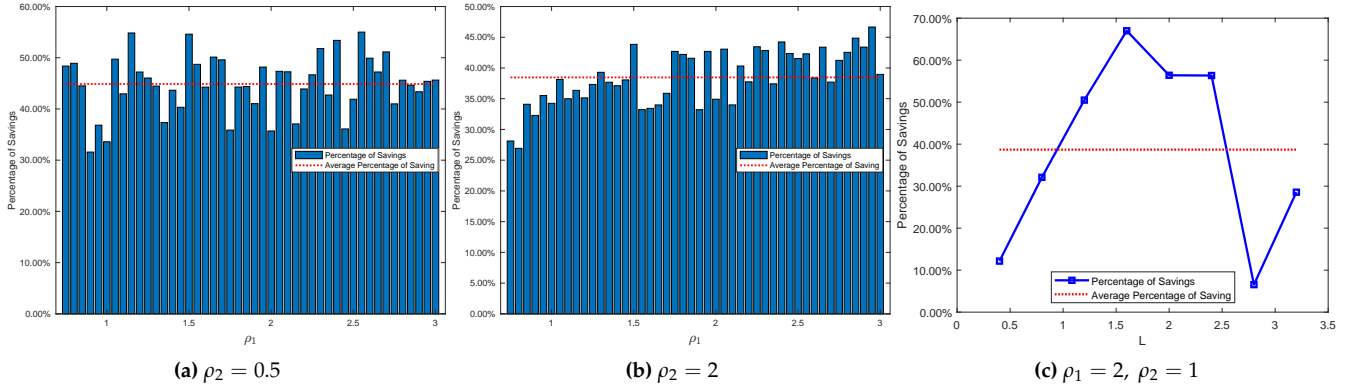 60.00%
50.00%
40.00%
30.00%
20.00%
10.00%
0.00%
Percentage of Savings
Percentage of Savings
Average Percentage of Saving
1 1.5 2 2.5 3
ρ1
(a) ρ2 = 0.5
50.00%
45.00%
40.00%
35.00%
30.00%
25.00%
20.00%
15.00%
10.00%
5.00%
0.00%
Percentage of Savings
Percentage of Savings
Average Percentage of Saving
1 1.5 2 2.5 3
ρ1
(b) ρ2 = 2
70.00%
60.00%
50.00%
40.00%
30.00%
20.00%
10.00%
0.00%
Percentage of Savings
Percentage of Savings
Average Percentage of Saving
0 0.5 1 1.5 2 2.5 3 3.5
L
(c) ρ1 = 2, ρ2 = 1